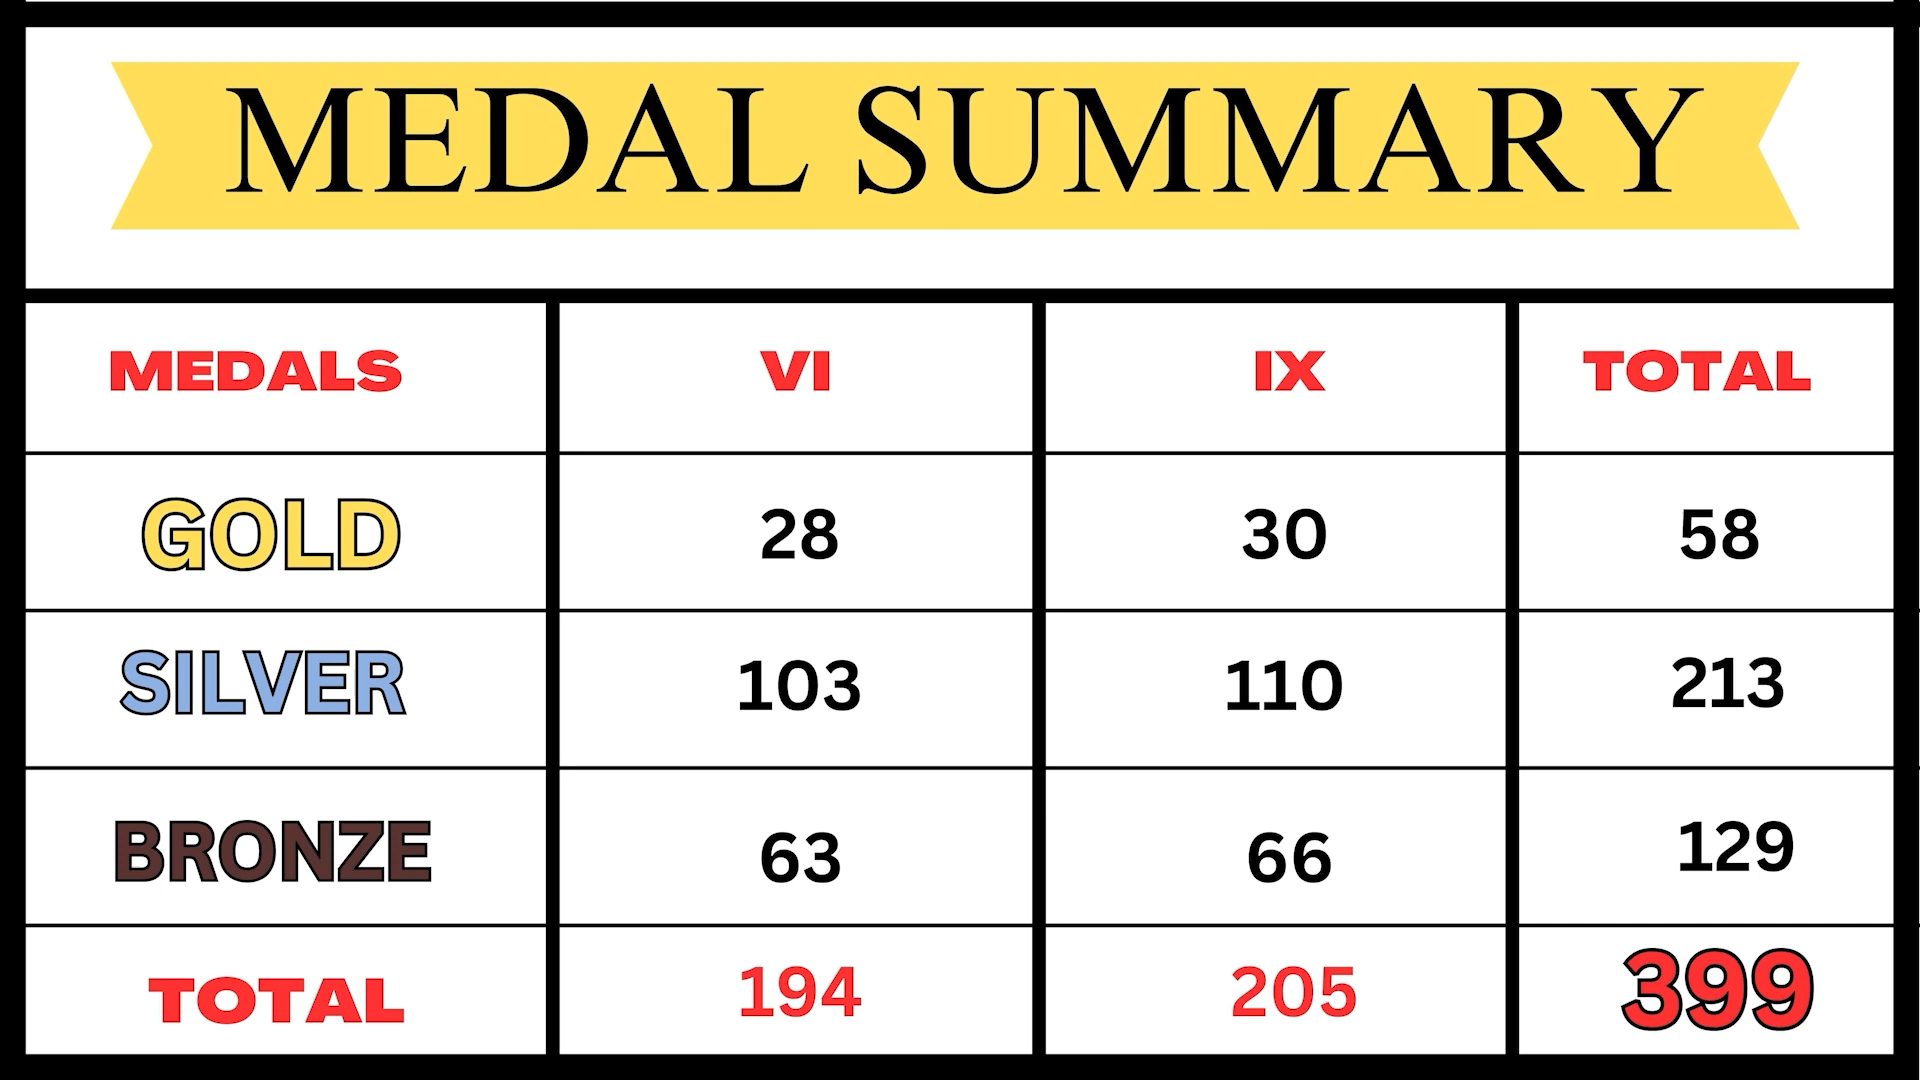 MEDAL SUMMARY
MEDALS VI IX TOTAL
GOLD 28 30 58
SILVER 103 110 213
BRONZE 63 66 129
TOTAL 194 205 399